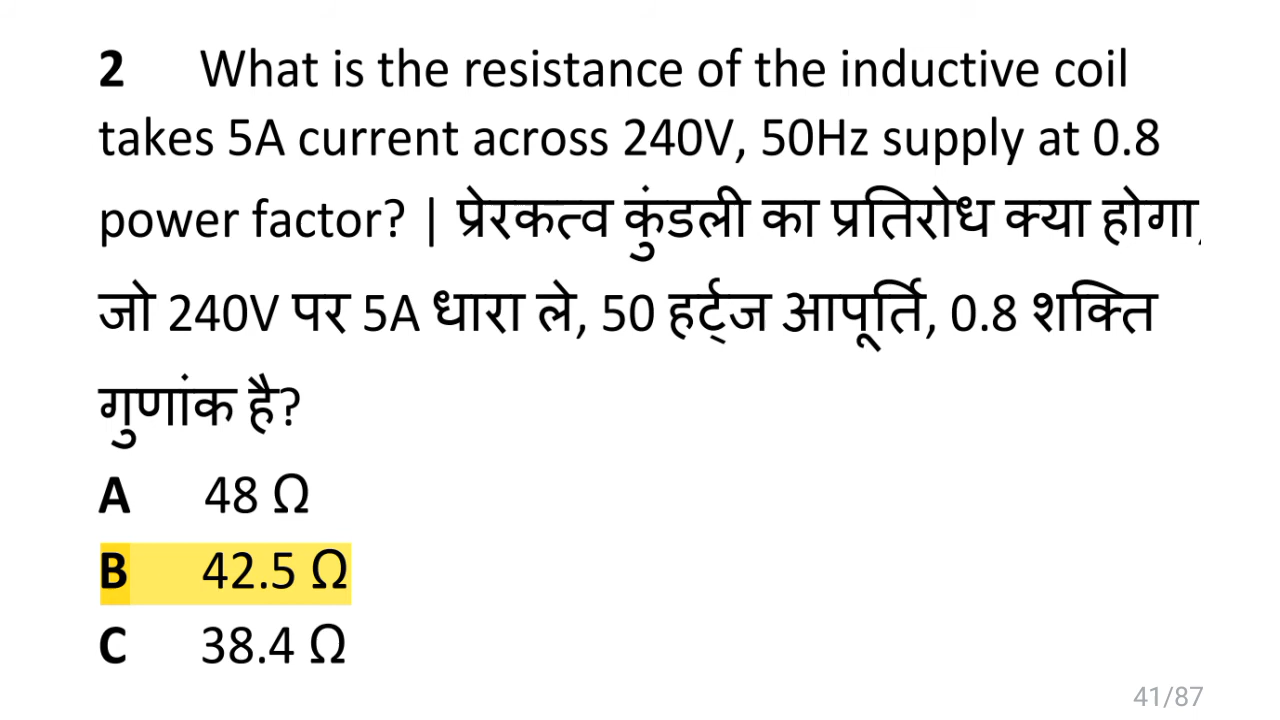 2 What is the resistance of the inductive coil
takes 5A current across 240V, 50Hz supply at 0.8
power factor? | प्रेरकत्व कुंडली का प्रतिरोध क्या होगा,
जो 240V पर 5A धारा ले, 50 हर्ट्ज आपूर्ति, 0.8 शक्ति
गुणांक है?
A 48 Ω
B 42.5 Ω
C 38.4 Ω
41/87